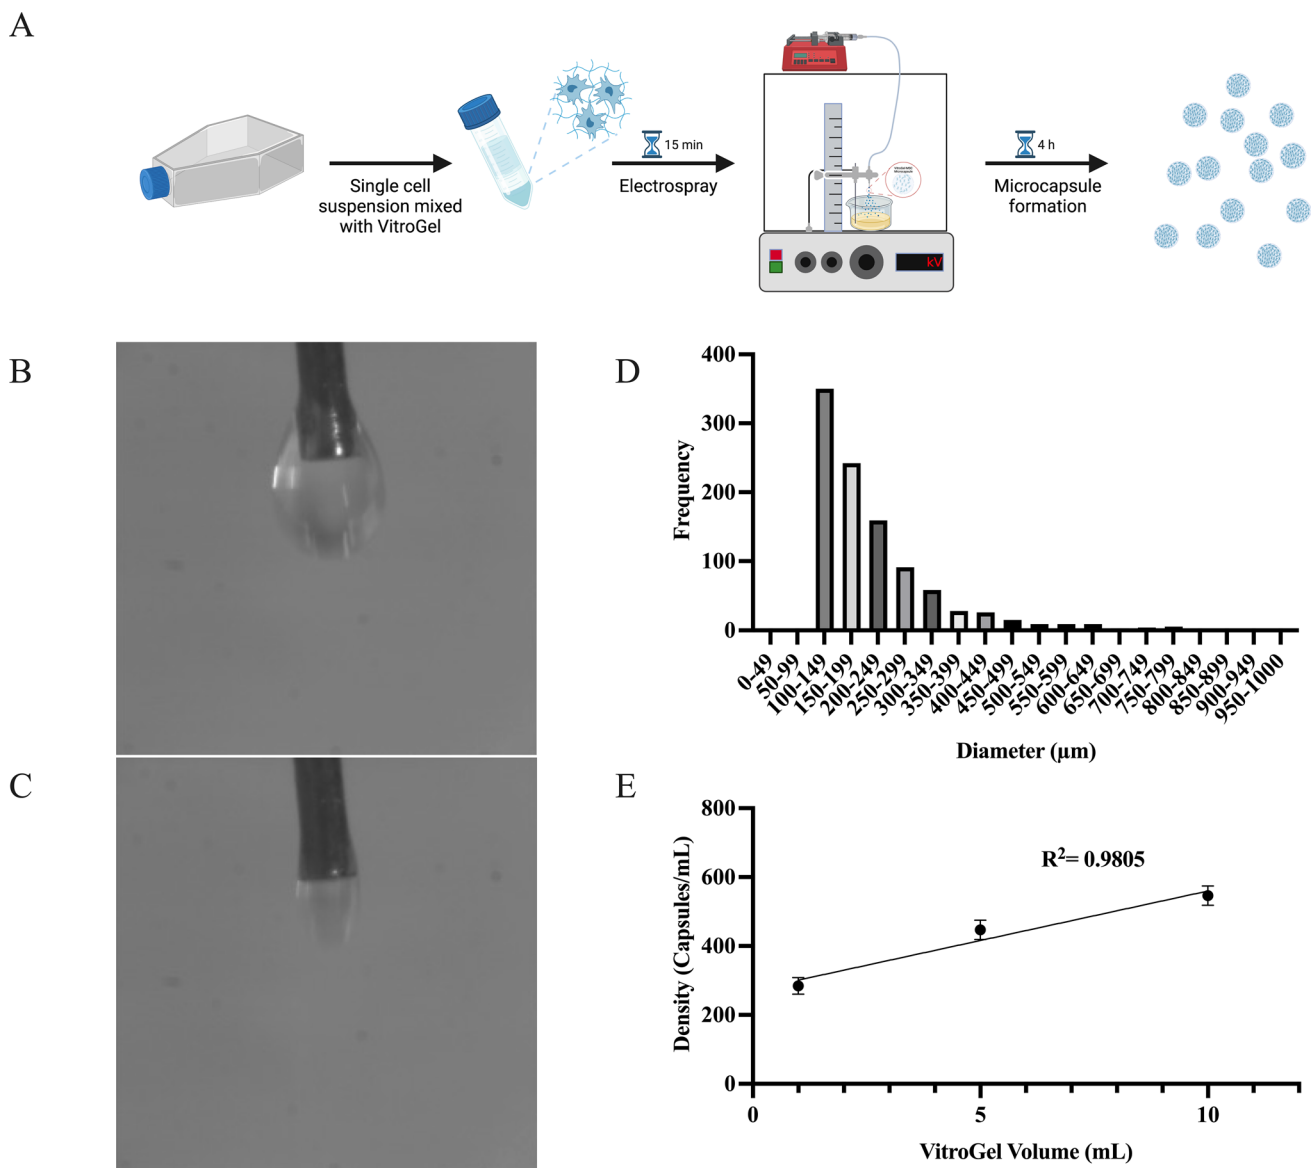 A
Single cell
suspension mixed
with VitroGel
15 min
Electrospray
kV
4 h
Microcapsule
formation
B
C
D
Frequency
400
300
200
100
0
0-49
50-99
100-149
150-199
200-249
250-299
300-349
350-399
400-449
450-499
500-549
550-599
600-649
650-699
700-749
750-799
800-849
850-899
900-949
950-1000
Diameter (µm)
E
Density (Capsules/mL)
800
600
400
200
0
R²= 0.9805
0
5
10
VitroGel Volume (mL)